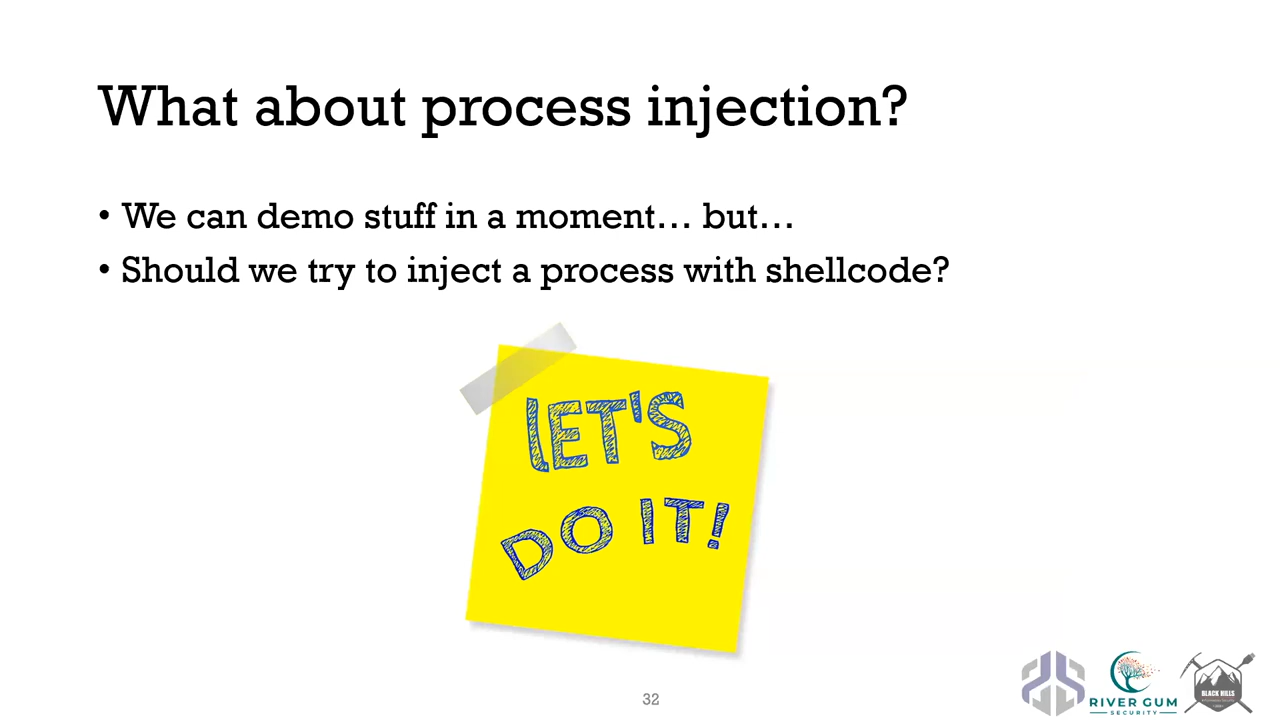 What about process injection?
• We can demo stuff in a moment… but…
• Should we try to inject a process with shellcode?
LET'S
DO IT!
32
RIVER GUM
SECURITY
BLACK HILLS